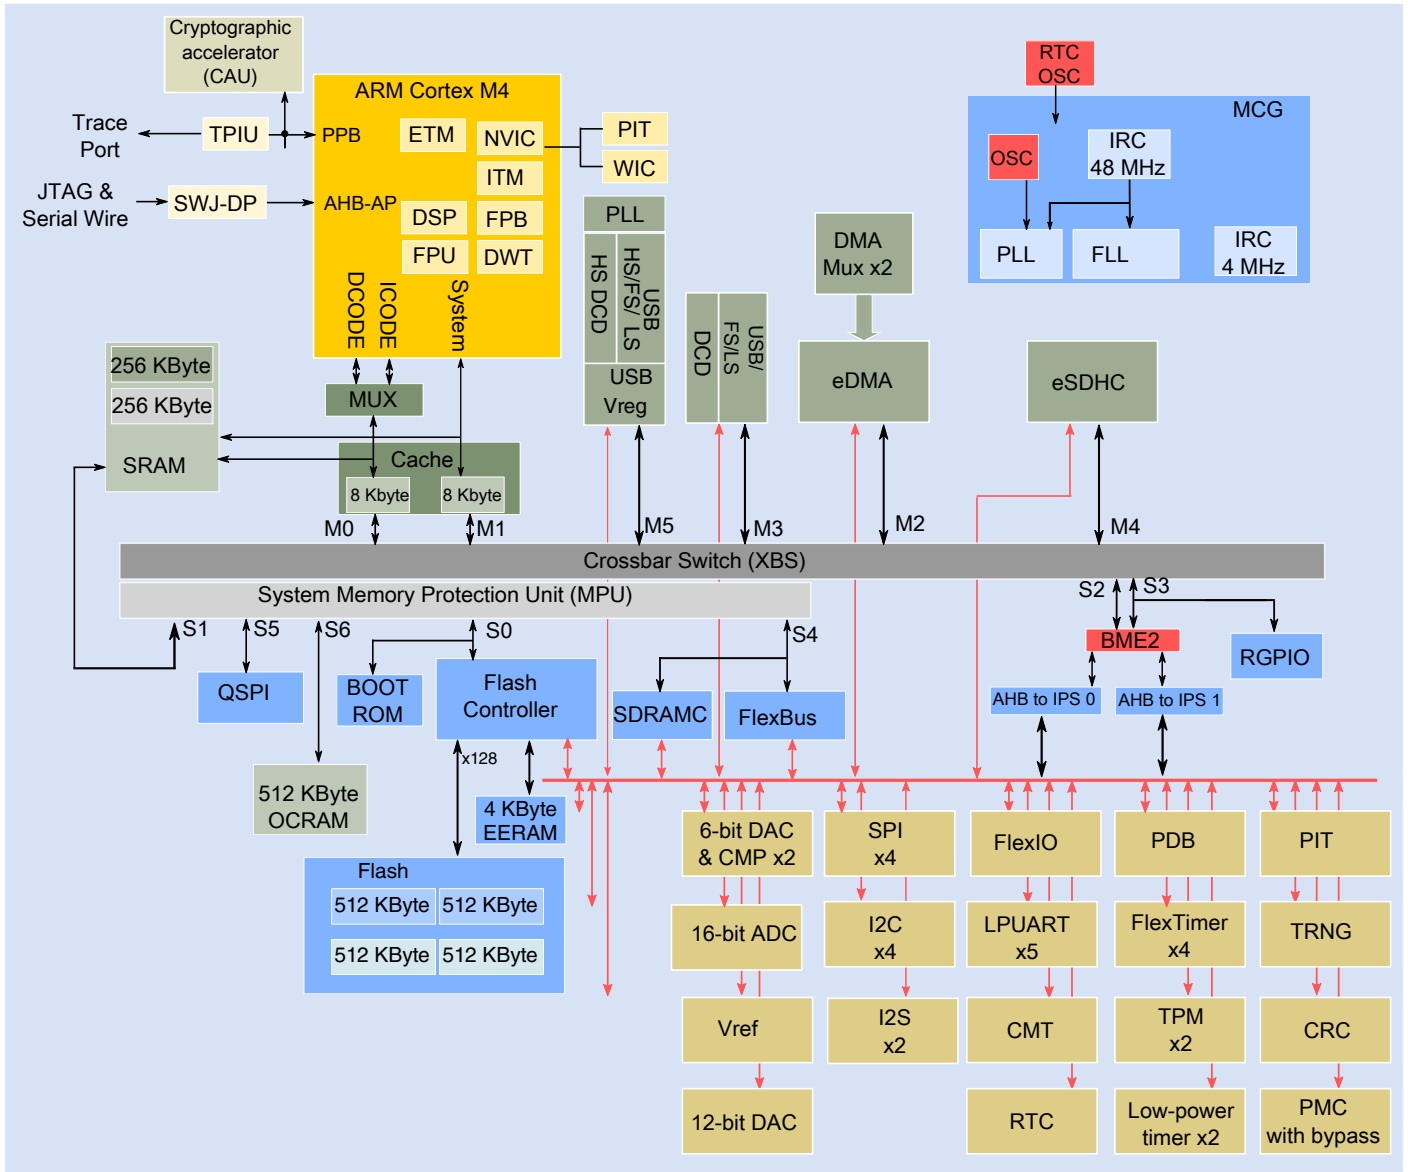 Cryptographic
accelerator
(CAU)
ARM Cortex M4
Trace
Port
TPIU
PPB
ETM
NVIC
PIT
WIC
ITM
JTAG &
Serial Wire
SWJ-DP
AHB-AP
DSP
FPB
FPU
DWT
DCODE
ICODE
System
RTC
OSC
MCG
OSC
IRC
48 MHz
PLL
FLL
IRC
4 MHz
PLL
HS DCD
USB
HS/FS/ LS
USB
Vreg
DCD
USB/
FS/LS
DMA
Mux x2
eDMA
eSDHC
256 KByte
256 KByte
SRAM
MUX
Cache
8 Kbyte
8 Kbyte
M0
M1
M5
M3
M2
M4
Crossbar Switch (XBS)
System Memory Protection Unit (MPU)
S1
S5
S6
S0
S4
S2
S3
QSPI
BOOT
ROM
Flash
Controller
SDRAMC
FlexBus
BME2
RGPIO
AHB to IPS 0
AHB to IPS 1
x128
512 KByte
OCRAM
4 KByte
EERAM
Flash
512 KByte
512 KByte
512 KByte
512 KByte
6-bit DAC
& CMP x2
SPI
x4
FlexIO
PDB
PIT
16-bit ADC
I2C
x4
LPUART
x5
FlexTimer
x4
TRNG
Vref
I2S
x2
CMT
TPM
x2
CRC
12-bit DAC
RTC
Low-power
timer x2
PMC
with bypass